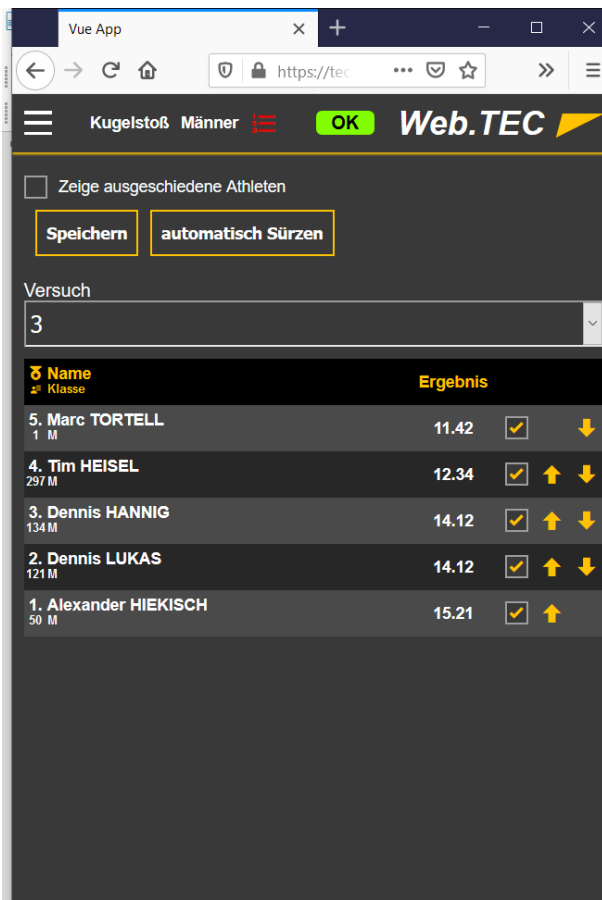 Vue App
https://tec
Kugelstoß Männer OK Web.TEC
Zeige ausgeschiedene Athleten
Speichern automatisch Sürzen
Versuch
3
Name
Klasse Ergebnis
5. Marc TORTELL 11.42
1 M
4. Tim HEISEL 12.34
297 M
3. Dennis HANNIG 14.12
134 M
2. Dennis LUKAS 14.12
121 M
1. Alexander HIEKISCH 15.21
50 M